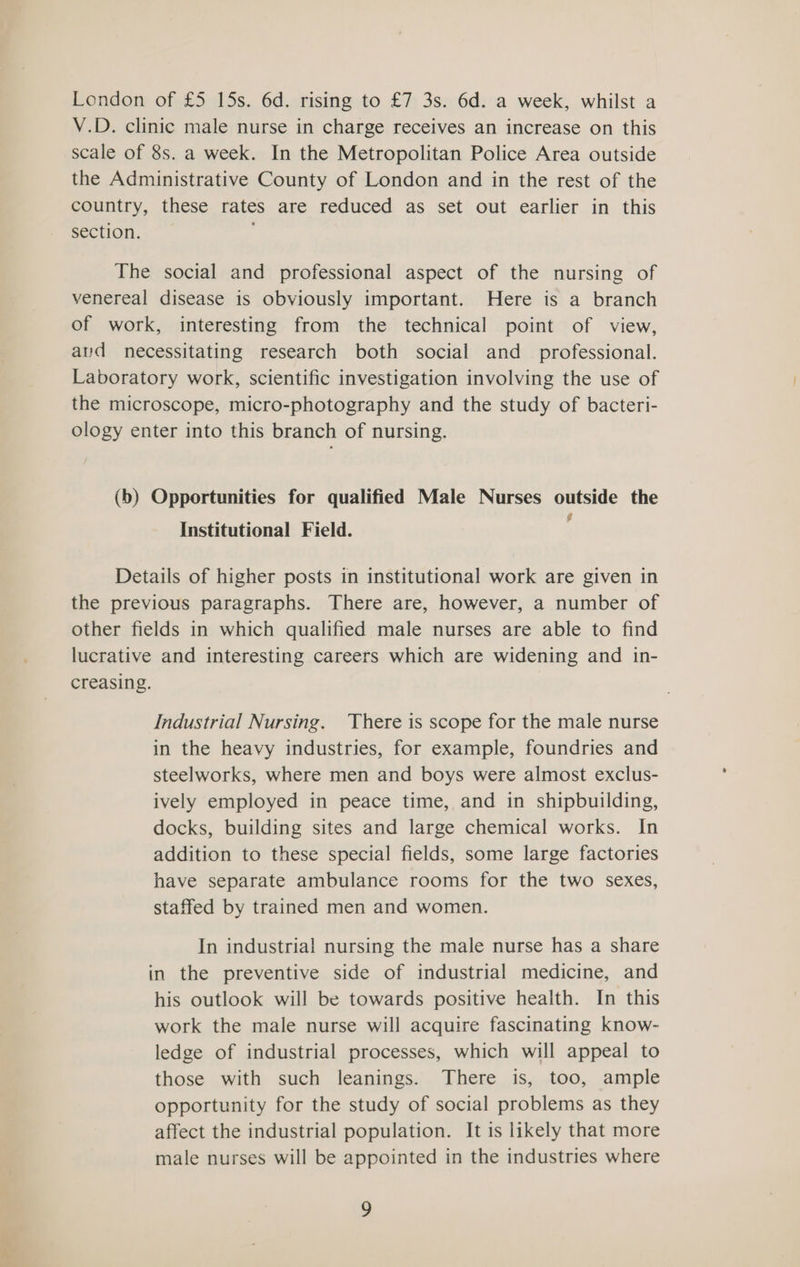 London of £5 15s. 6d. rising to £7 3s. 6d. a week, whilst a
V.D. clinic male nurse in charge receives an increase on this
scale of 8s. a week. In the Metropolitan Police Area outside
the Administrative County of London and in the rest of the
country, these rates are reduced as set out earlier in this
section.
The social and professional aspect of the nursing of
venereal disease is obviously important. Here is a branch
of work, interesting from the technical point of view,
and necessitating research both social and professional.
Laboratory work, scientific investigation involving the use of
the microscope, micro-photography and the study of bacteri-
ology enter into this branch of nursing.
(b) Opportunities for qualified Male Nurses outside the
Institutional Field.
Details of higher posts in institutional work are given in
the previous paragraphs. There are, however, a number of
other fields in which qualified male nurses are able to find
lucrative and interesting careers which are widening and in-
creasing.
Industrial Nursing. There is scope for the male nurse
in the heavy industries, for example, foundries and
steelworks, where men and boys were almost exclus-
ively employed in peace time, and in shipbuilding,
docks, building sites and large chemical works. In
addition to these special fields, some large factories
have separate ambulance rooms for the two sexes,
staffed by trained men and women.
In industrial nursing the male nurse has a share
in the preventive side of industrial medicine, and
his outlook will be towards positive health. In this
work the male nurse will acquire fascinating know-
ledge of industrial processes, which will appeal to
those with such leanings. There is, too, ample
opportunity for the study of social problems as they
affect the industrial population. It is likely that more
male nurses will be appointed in the industries where
9